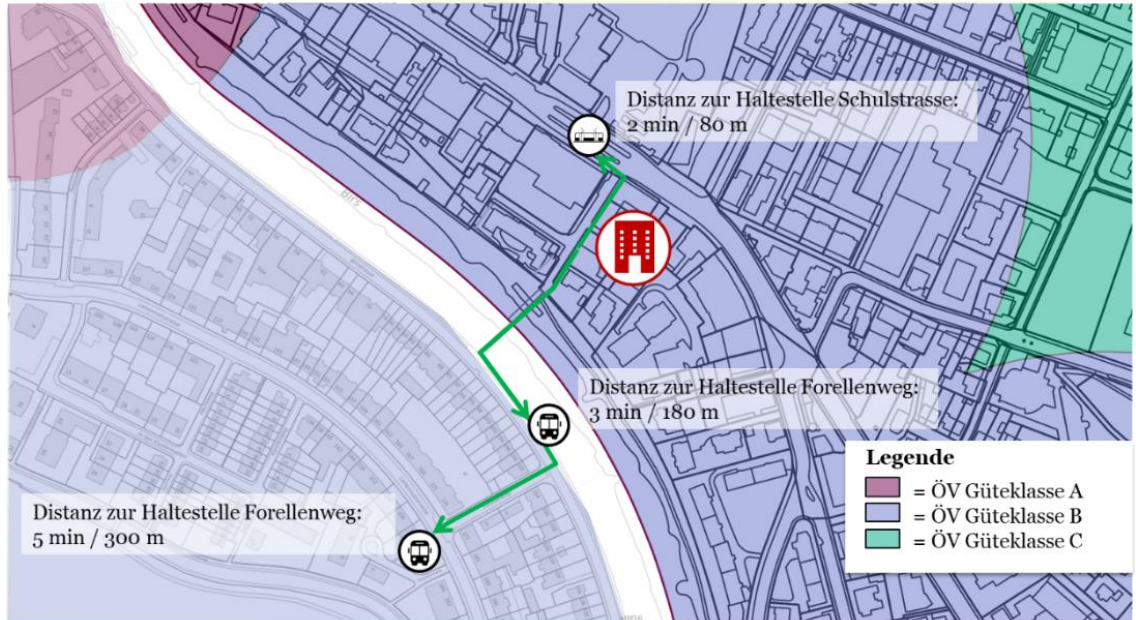 Distanz zur Haltestelle Schulstrasse:
2 min / 80 m
Distanz zur Haltestelle Forellenweg:
3 min / 180 m
Distanz zur Haltestelle Forellenweg:
5 min / 300 m
Legende
= ÖV Güteklasse A
= ÖV Güteklasse B
= ÖV Güteklasse C